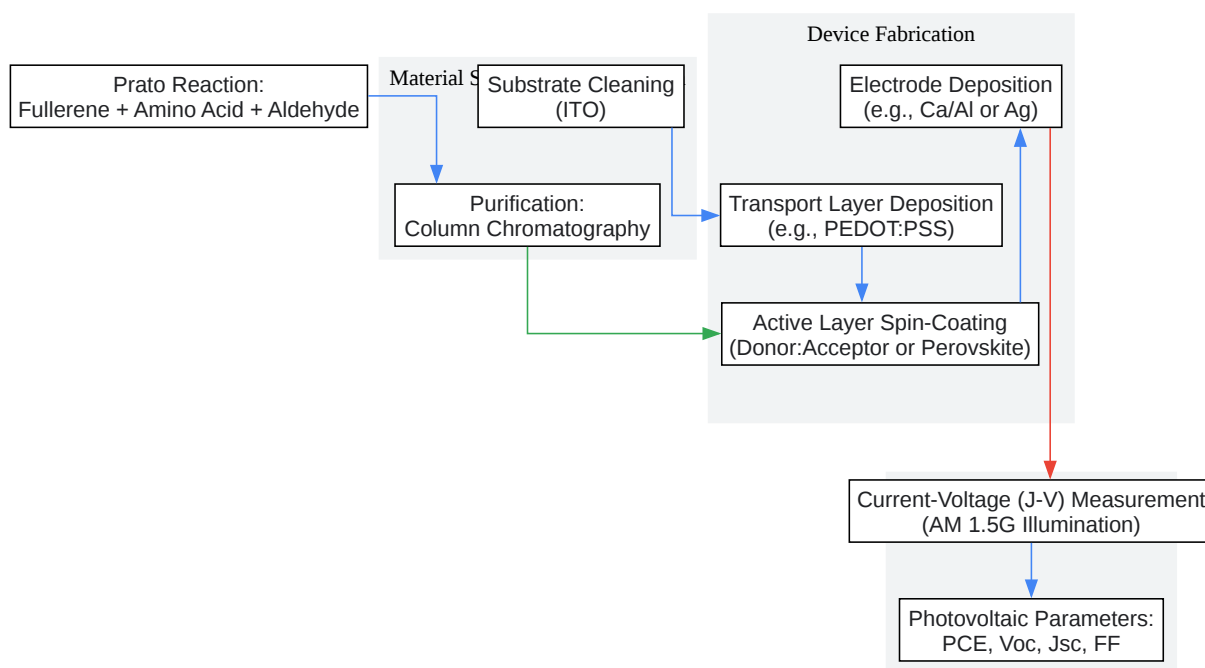 Device Fabrication
Prato Reaction:
Fullerene + Amino Acid + Aldehyde
Material
Substrate Cleaning
(ITO)
Electrode Deposition
(e.g., Ca/Al or Ag)
Purification:
Column Chromatography
Transport Layer Deposition
(e.g., PEDOT:PSS)
Active Layer Spin-Coating
(Donor:Acceptor or Perovskite)
Current-Voltage (J-V) Measurement
(AM 1.5G Illumination)
Photovoltaic Parameters:
PCE, Voc, Jsc, FF